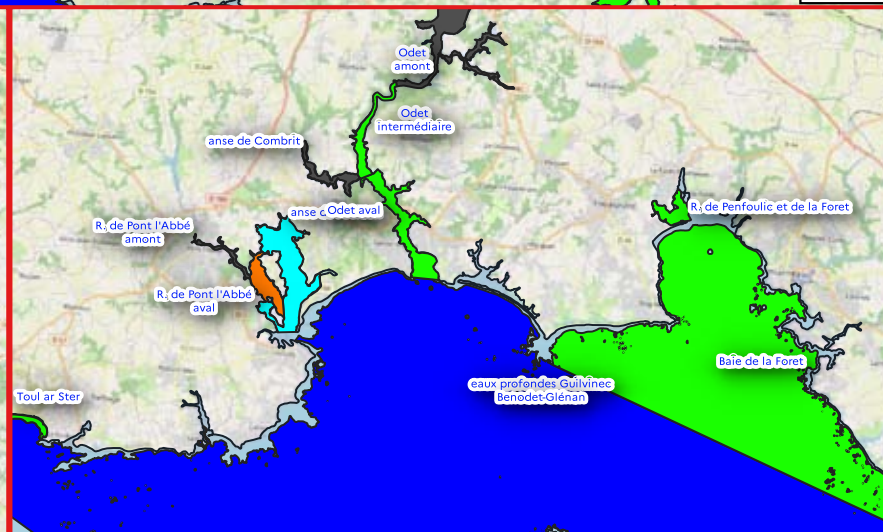 Odet
amont
Odet
intermédiaire
anse de Combrit
anse d
Odet aval
R. de Penfoulic et de la Foret
R. de Pont l'Abbé
amont
R. de Pont l'Abbé
aval
Baie de la Foret
eaux profondes Guilvinec
Benodet-Glénan
Toul ar Ster